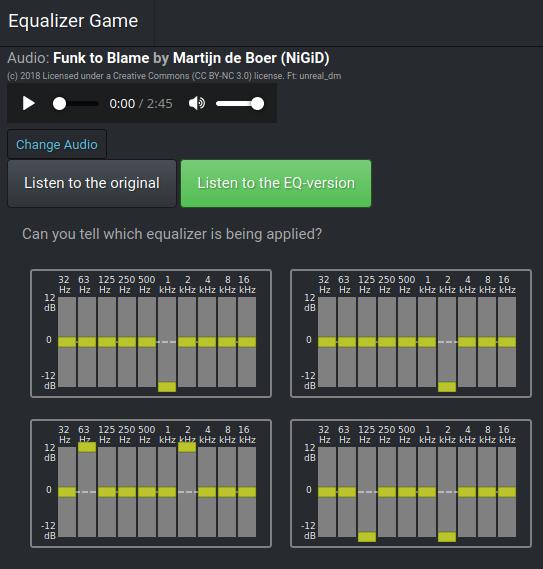 Equalizer Game
Audio: Funk to Blame by Martijn de Boer (NiGiD)
(c) 2018 Licensed under a Creative Commons (CC BY-NC 3.0) license. Ft: unreal_dm
0:00 / 2:45
Change Audio
Listen to the original
Listen to the EQ-version
Can you tell which equalizer is being applied?
32 63 125 250 500 1 2 4 8 16
Hz Hz Hz Hz Hz kHz kHz kHz kHz kHz
12
dB
0
-12
dB
32 63 125 250 500 1 2 4 8 16
Hz Hz Hz Hz Hz kHz kHz kHz kHz kHz
12
dB
0
-12
dB
32 63 125 250 500 1 2 4 8 16
Hz Hz Hz Hz Hz kHz kHz kHz kHz kHz
12
dB
0
-12
dB
32 63 125 250 500 1 2 4 8 16
Hz Hz Hz Hz Hz kHz kHz kHz kHz kHz
12
dB
0
-12
dB